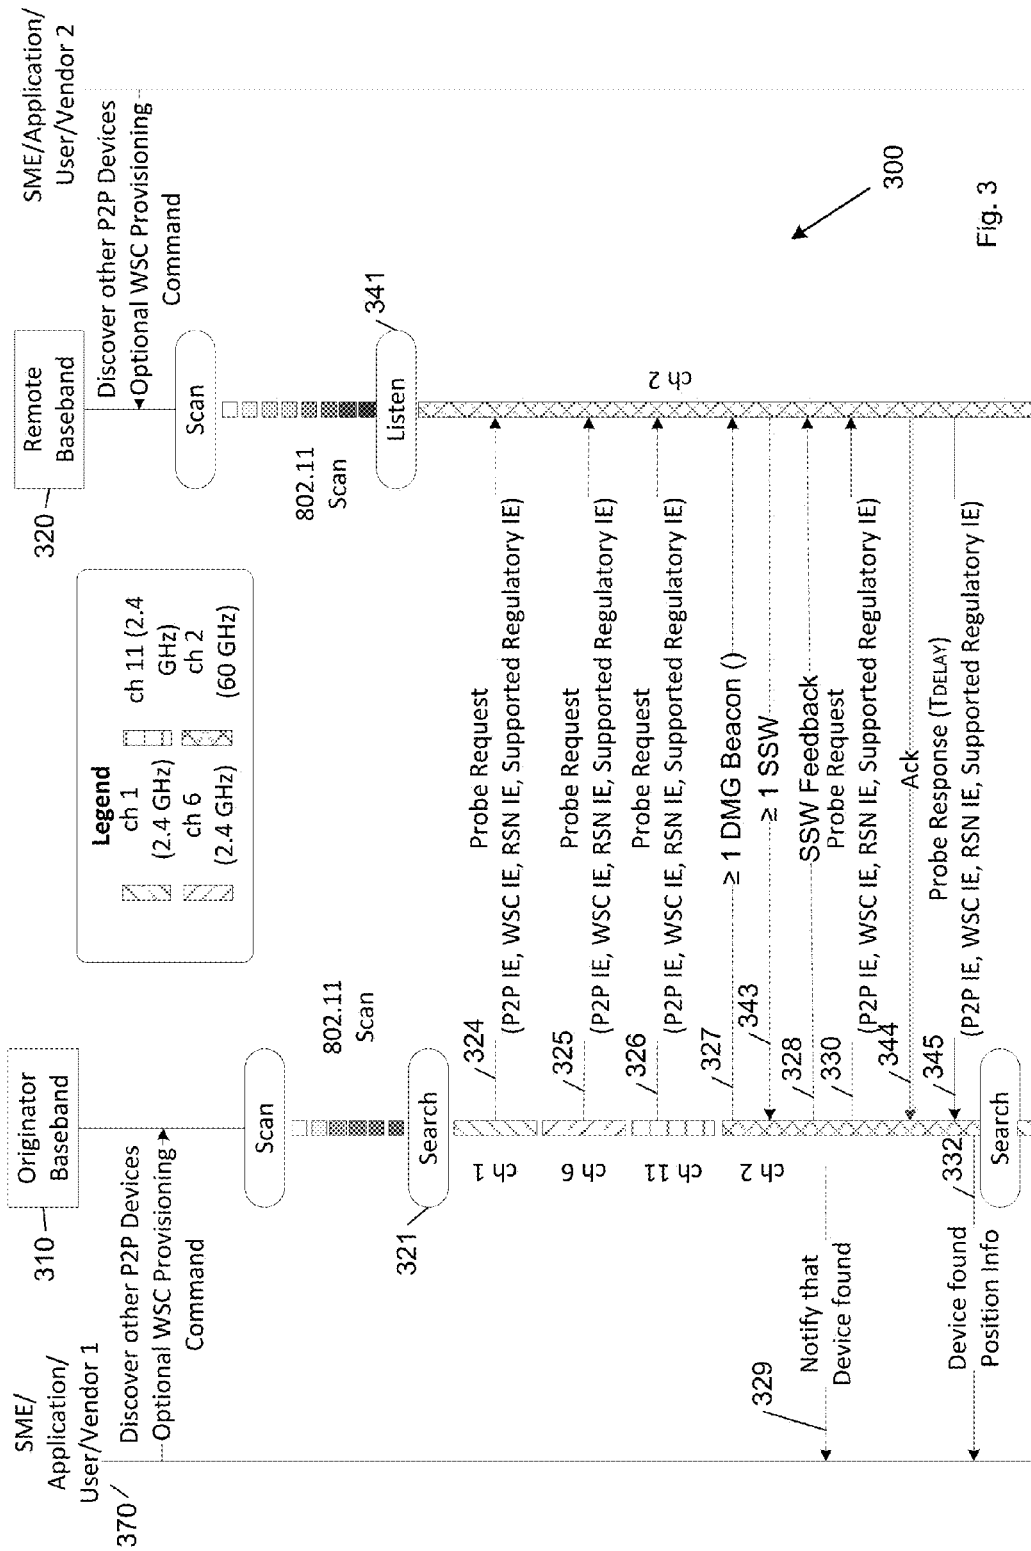 SME/
Application/
User/Vendor 1
370
310
Originator
Baseband
320
Remote
Baseband
SME/Application/
User/Vendor 2
Discover other P2P Devices
Optional WSC Provisioning
Command
Discover other P2P Devices
Optional WSC Provisioning
Command
Legend
ch 1
(2.4 GHz)
ch 11 (2.4
GHz)
ch 6
(2.4 GHz)
ch 2
(60 GHz)
Scan
Scan
802.11
Scan
802.11
Scan
321
Search
Listen
341
ch 1
324
Probe Request
(P2P IE, WSC IE, RSN IE, Supported Regulatory IE)
ch 6
325
Probe Request
(P2P IE, WSC IE, RSN IE, Supported Regulatory IE)
ch 11
326
Probe Request
(P2P IE, WSC IE, RSN IE, Supported Regulatory IE)
ch 2
ch 2
327
≥ 1 DMG Beacon ()
343
≥ 1 SSW
328
SSW Feedback
329
Notify that
Device found
330
Probe Request
(P2P IE, WSC IE, RSN IE, Supported Regulatory IE)
344
Ack
345
Probe Response (TDELAY)
(P2P IE, WSC IE, RSN IE, Supported Regulatory IE)
332
Device found
Position Info
Search
300
Fig. 3